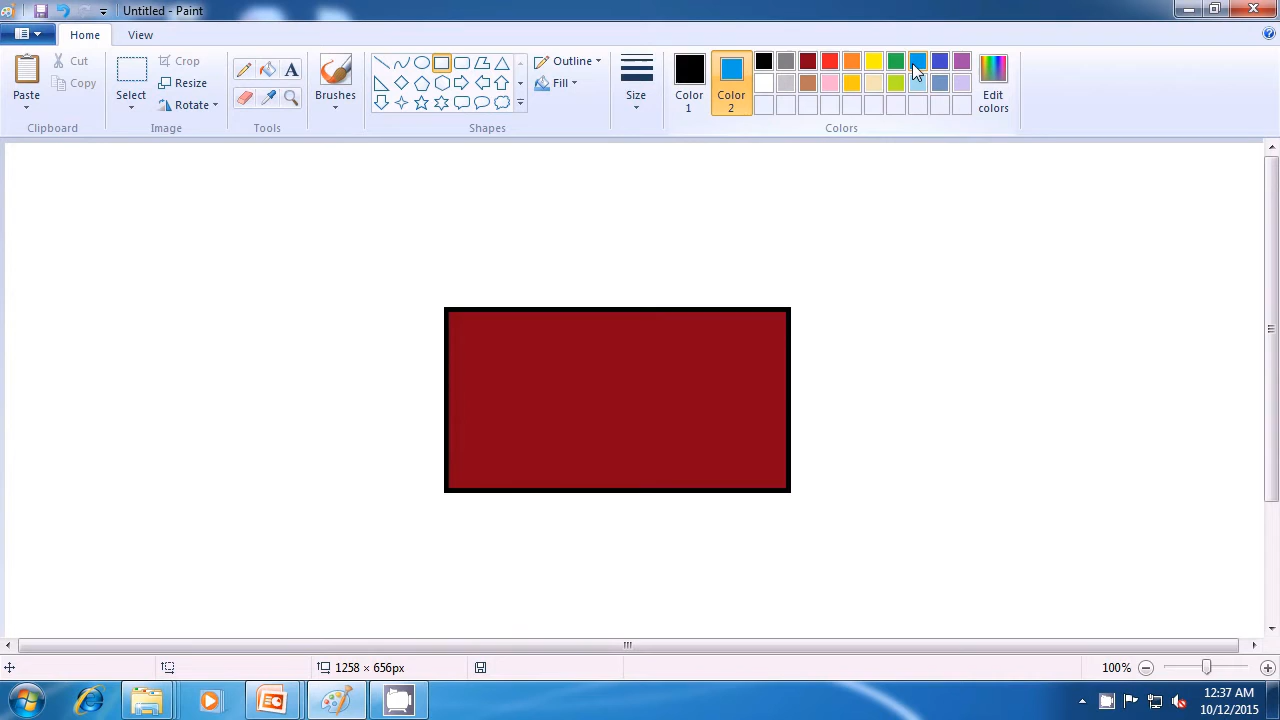 Untitled - Paint
Home View
Paste
Cut
Copy
Clipboard
Select
Crop
Resize
Rotate
Image
A
Tools
Brushes
Outline
Fill
Shapes
Size
Color 1
Color 2
Edit colors
Colors
1258 × 656px
100%
12:37 AM
10/12/2015